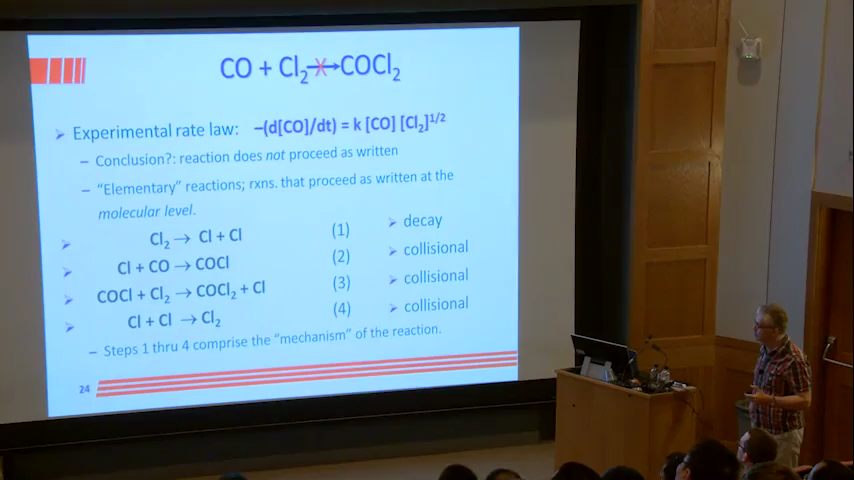 CO + Cl₂→COCl₂
➢ Experimental rate law: –(d[CO]/dt) = k [CO] [Cl₂]^1/2
– Conclusion?: reaction does not proceed as written
– “Elementary” reactions; rxns. that proceed as written at the
molecular level.
➢ Cl₂ → Cl + Cl (1) ➢ decay
➢ Cl + CO → COCl (2) ➢ collisional
➢ COCl + Cl₂ → COCl₂ + Cl (3) ➢ collisional
➢ Cl + Cl → Cl₂ (4) ➢ collisional
– Steps 1 thru 4 comprise the “mechanism” of the reaction.
24